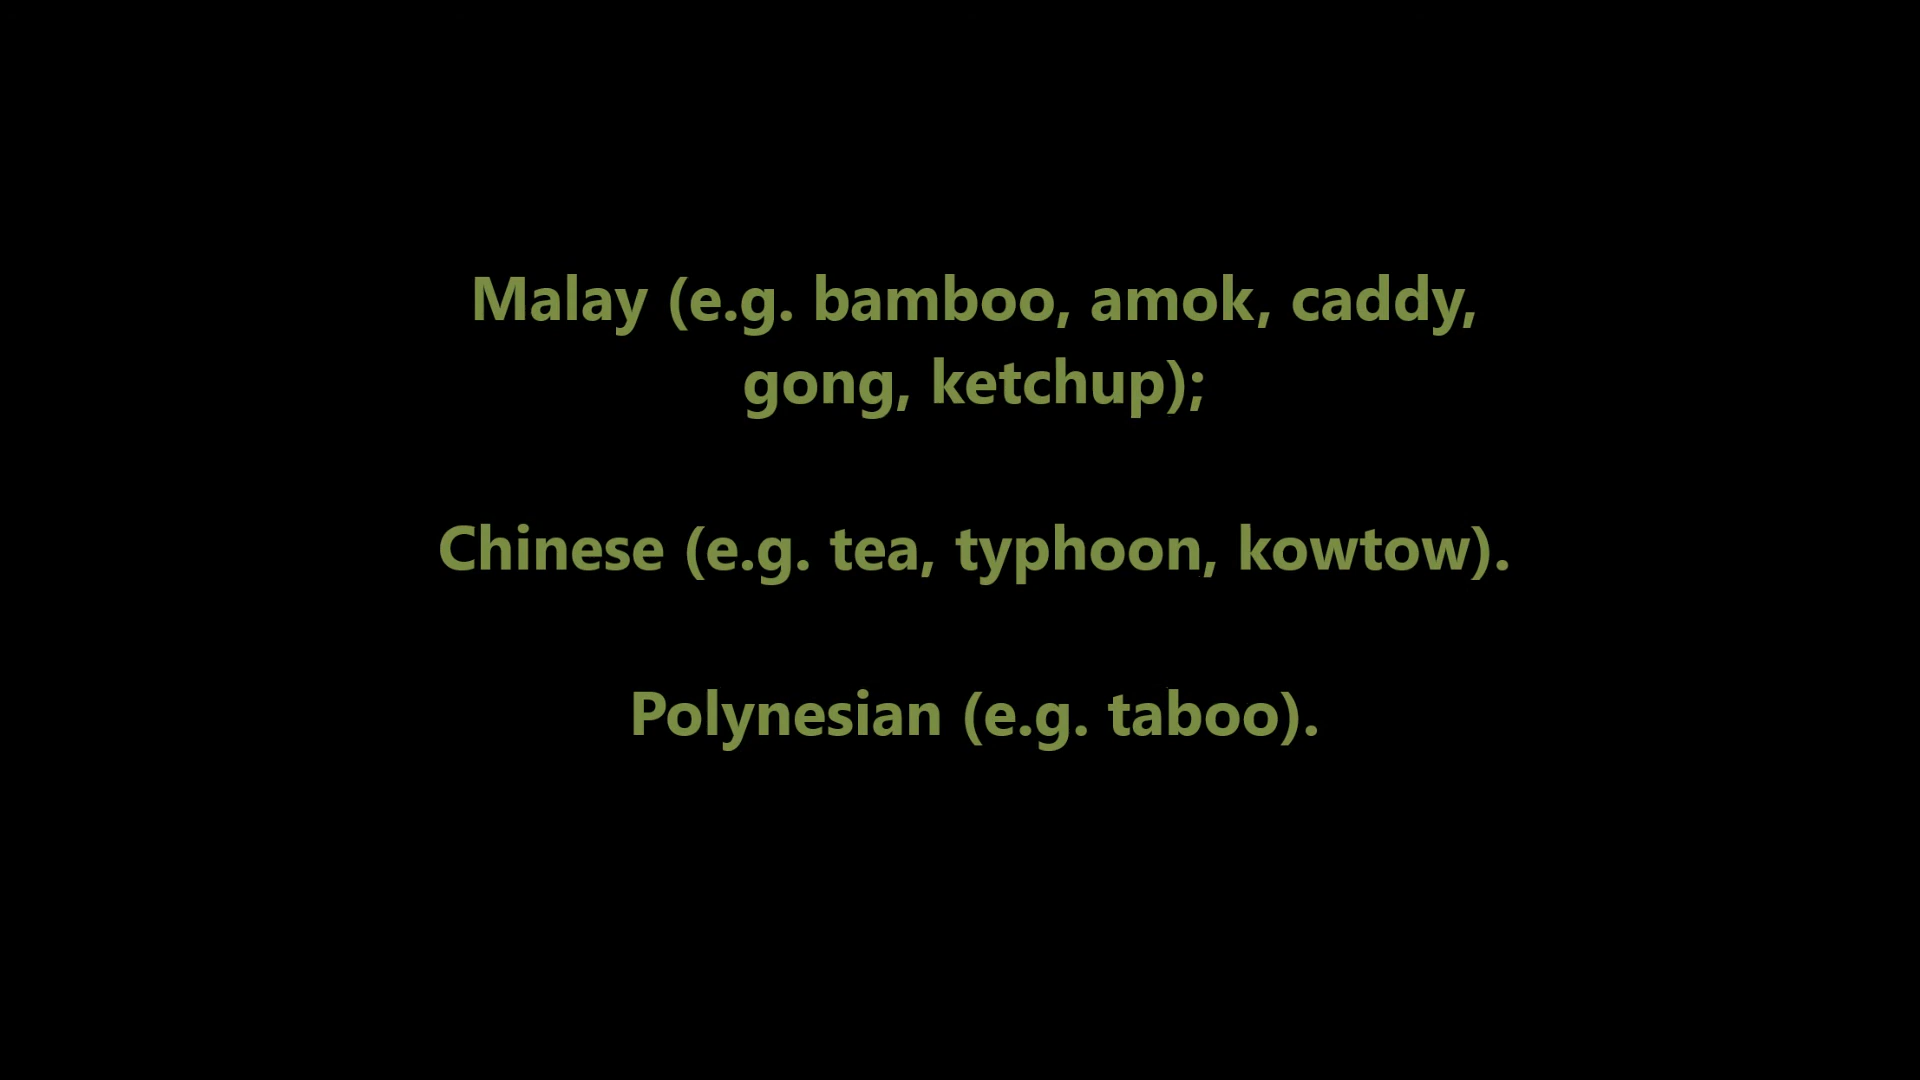 Malay (e.g. bamboo, amok, caddy,
gong, ketchup);
Chinese (e.g. tea, typhoon, kowtow).
Polynesian (e.g. taboo).